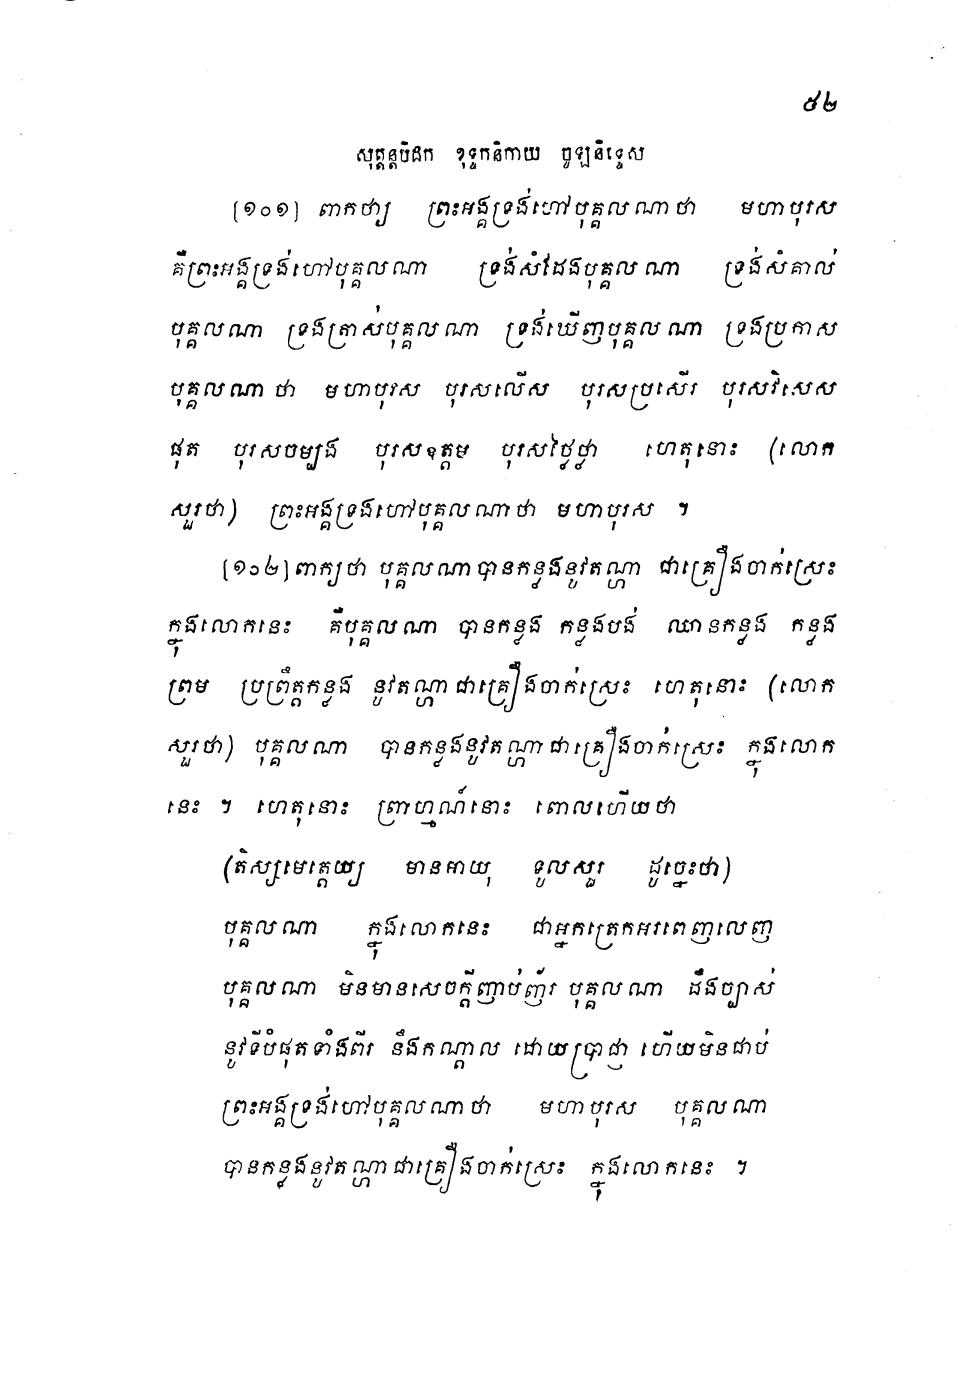 ៥២
សុត្តន្តបិដក ខុទ្ទកនិកាយ ចូឡនិទ្ទេស
[១០១] ពាកថា្យ ព្រះអង្គទ្រង់ហៅបុគ្គលណាថា មហាបុរស
គឺព្រះអង្គទ្រង់ហៅបុគ្គលណា ទ្រង់សំដែងបុគ្គលណា ទ្រង់សំគាល់
បុគ្គលណា ទ្រង់ត្រាស់បុគ្គលណា ទ្រង់ឃើញបុគ្គលណា ទ្រង់ប្រកាស
បុគ្គលណាថា មហាបុរស បុរសលើស បុរសប្រសើរ បុរសវិសេស
ផុត បុរសចម្បង បុរសឧត្តម បុរសថ្លៃថ្លា ហេតុនោះ (លោក
សួរថា) ព្រះអង្គទ្រង់ហៅបុគ្គលណាថា មហាបុរស ។
[១០២] ពាក្យថា បុគ្គលណាបានកន្លងនូវតណ្ហា ជាគ្រឿងចាក់ស្រេះ
ក្នុងលោកនេះ គឺបុគ្គលណា បានកន្លង កន្លងបង់ ឈានកន្លង កន្លង
ព្រម ប្រព្រឹត្តកន្លង នូវតណ្ហាជាគ្រឿងចាក់ស្រេះ ហេតុនោះ (លោក
សួរថា) បុគ្គលណា បានកន្លងនូវតណ្ហាជាគ្រឿងចាក់ស្រេះ ក្នុងលោក
នេះ ។ ហេតុនោះ ព្រាហ្មណ៍នោះ ពោលហើយថា
(តិស្សមេត្តេយ្យ មានអាយុ ទូលសួរ ដូច្នេះថា)
បុគ្គលណា ក្នុងលោកនេះ ជាអ្នកត្រេកអរពេញលេញ
បុគ្គលណា មិនមានសេចក្តីញាប់ញ័រ បុគ្គលណា ដឹងច្បាស់
នូវទីបំផុតទាំងពីរ នឹងកណ្តាល ដោយប្រាជ្ញា ហើយមិនជាប់
ព្រះអង្គទ្រង់ហៅបុគ្គលណាថា មហាបុរស បុគ្គលណា
បានកន្លងនូវតណ្ហាជាគ្រឿងចាក់ស្រេះ ក្នុងលោកនេះ ។